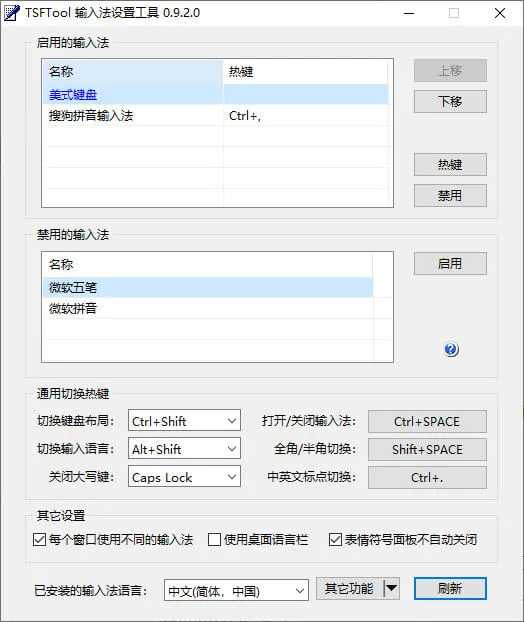 TSFTool 输入法设置工具 0.9.2.0
启用的输入法
名称 热键
上移
美式键盘
下移
搜狗拼音输入法 Ctrl+,
热键
禁用
禁用的输入法
名称
启用
微软五笔
微软拼音
通用切换热键
切换键盘布局: Ctrl+Shift 打开/关闭输入法: Ctrl+SPACE
切换输入语言: Alt+Shift 全角/半角切换: Shift+SPACE
关闭大写键: Caps Lock 中英文标点切换: Ctrl+.
其它设置
每个窗口使用不同的输入法 使用桌面语言栏 表情符号面板不自动关闭
已安装的输入法语言: 中文(简体，中国) 其它功能 刷新